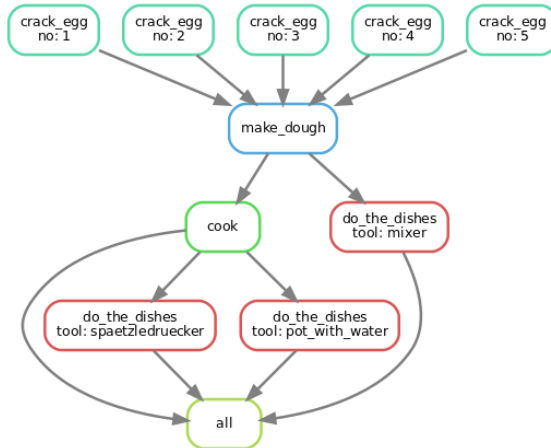 crack_egg
no: 1
crack_egg
no: 2
crack_egg
no: 3
crack_egg
no: 4
crack_egg
no: 5
make_dough
cook
do_the_dishes
tool: mixer
do_the_dishes
tool: spaetzledruecker
do_the_dishes
tool: pot_with_water
all